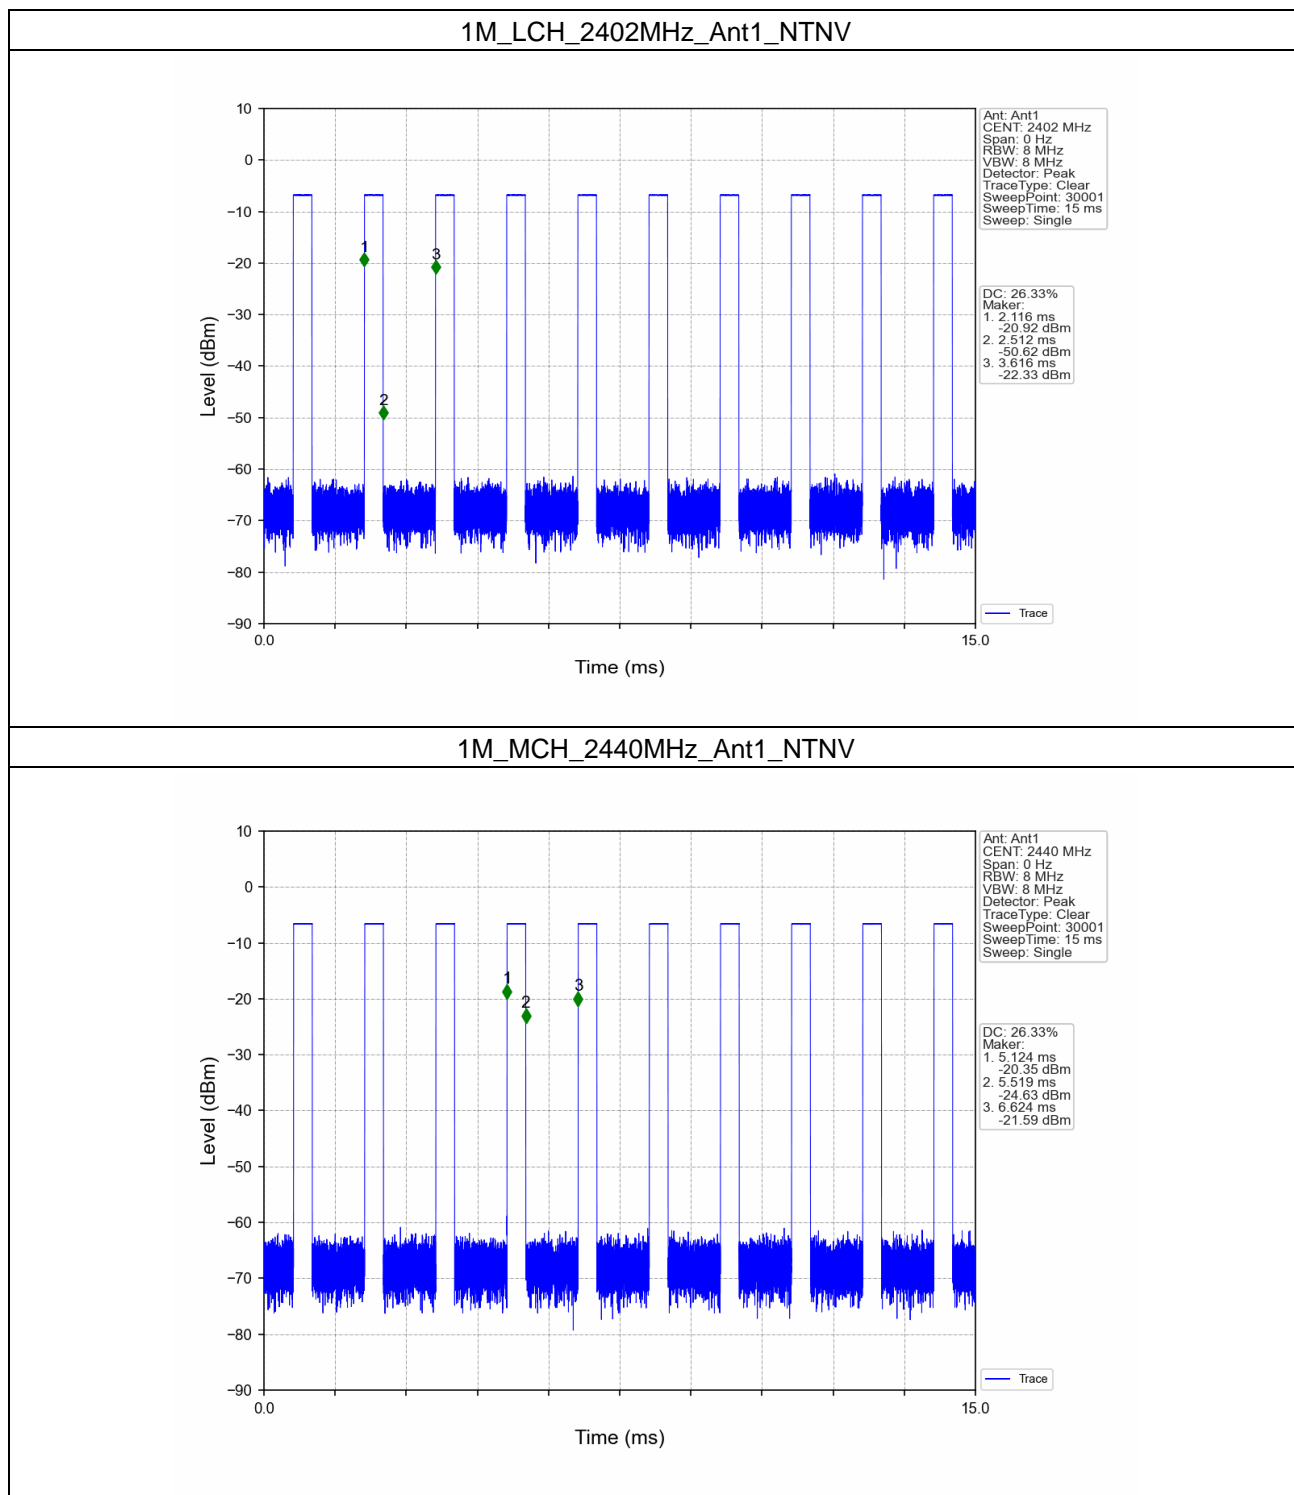 1M_LCH_2402MHz_Ant1_NTNV
10
0
−10
−20
−30
−40
−50
−60
−70
−80
−90
Level (dBm)
1
2
3
0.0
15.0
Time (ms)
Ant: Ant1
CENT: 2402 MHz
Span: 0 Hz
RBW: 8 MHz
VBW: 8 MHz
Detector: Peak
TraceType: Clear
SweepPoint: 30001
SweepTime: 15 ms
Sweep: Single
DC: 26.33%
Maker:
1. 2.116 ms
-20.92 dBm
2. 2.512 ms
-50.62 dBm
3. 3.616 ms
-22.33 dBm
Trace
1M_MCH_2440MHz_Ant1_NTNV
10
0
−10
−20
−30
−40
−50
−60
−70
−80
−90
Level (dBm)
1
2
3
0.0
15.0
Time (ms)
Ant: Ant1
CENT: 2440 MHz
Span: 0 Hz
RBW: 8 MHz
VBW: 8 MHz
Detector: Peak
TraceType: Clear
SweepPoint: 30001
SweepTime: 15 ms
Sweep: Single
DC: 26.33%
Maker:
1. 5.124 ms
-20.35 dBm
2. 5.519 ms
-24.63 dBm
3. 6.624 ms
-21.59 dBm
Trace